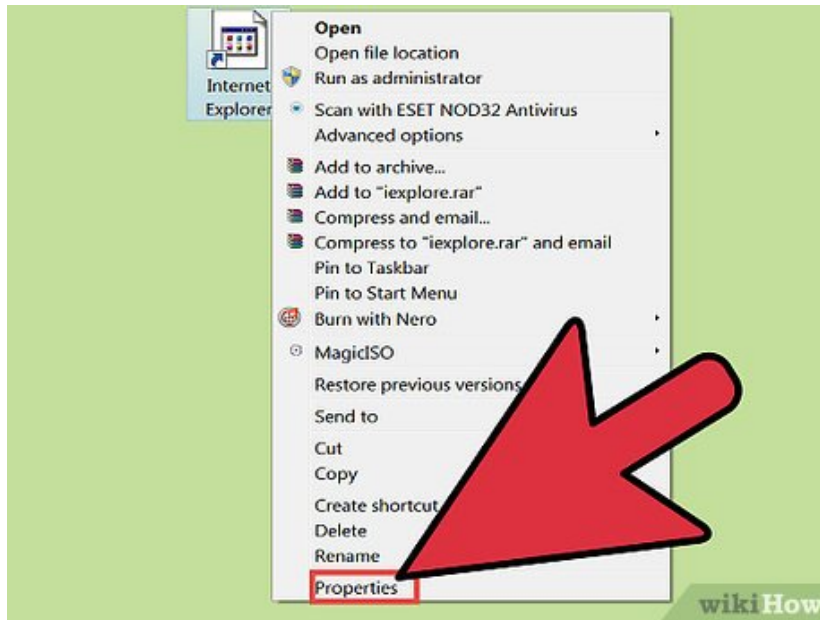 Internet
Explorer
Open
Open file location
Run as administrator
Scan with ESET NOD32 Antivirus
Advanced options
Add to archive...
Add to "iexplore.rar"
Compress and email...
Compress to "iexplore.rar" and email
Pin to Taskbar
Pin to Start Menu
Burn with Nero
MagicISO
Restore previous versions
Send to
Cut
Copy
Create shortcut
Delete
Rename
Properties
wikiHow